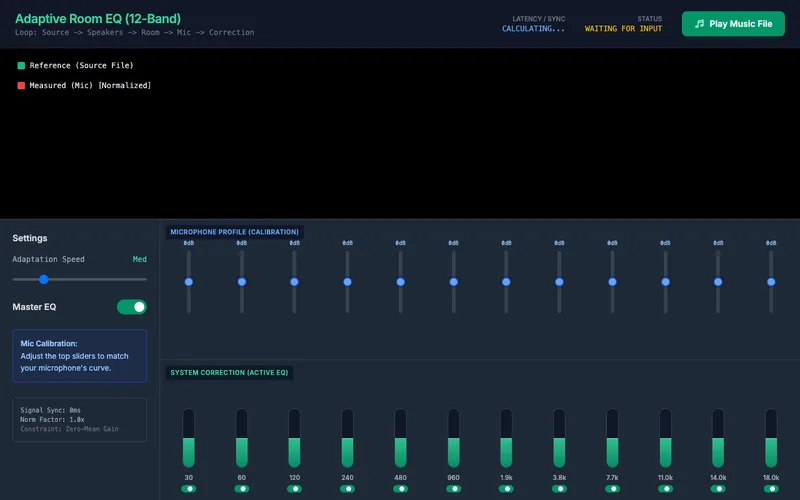 Adaptive Room EQ (12-Band)
Loop: Source -> Speakers -> Room -> Mic -> Correction
LATENCY / SYNC
CALCULATING...
STATUS
WAITING FOR INPUT
Play Music File
Reference (Source File)
Measured (Mic) [Normalized]
Settings
Adaptation Speed Med
Master EQ
Mic Calibration:
Adjust the top sliders to match
your microphone's curve.
Signal Sync: 0ms
Norm Factor: 1.0x
Constraint: Zero-Mean Gain
MICROPHONE PROFILE (CALIBRATION)
0dB 0dB 0dB 0dB 0dB 0dB 0dB 0dB 0dB 0dB 0dB 0dB
SYSTEM CORRECTION (ACTIVE EQ)
30 60 120 240 480 960 1.9k 3.8k 7.7k 11.0k 14.0k 18.0k